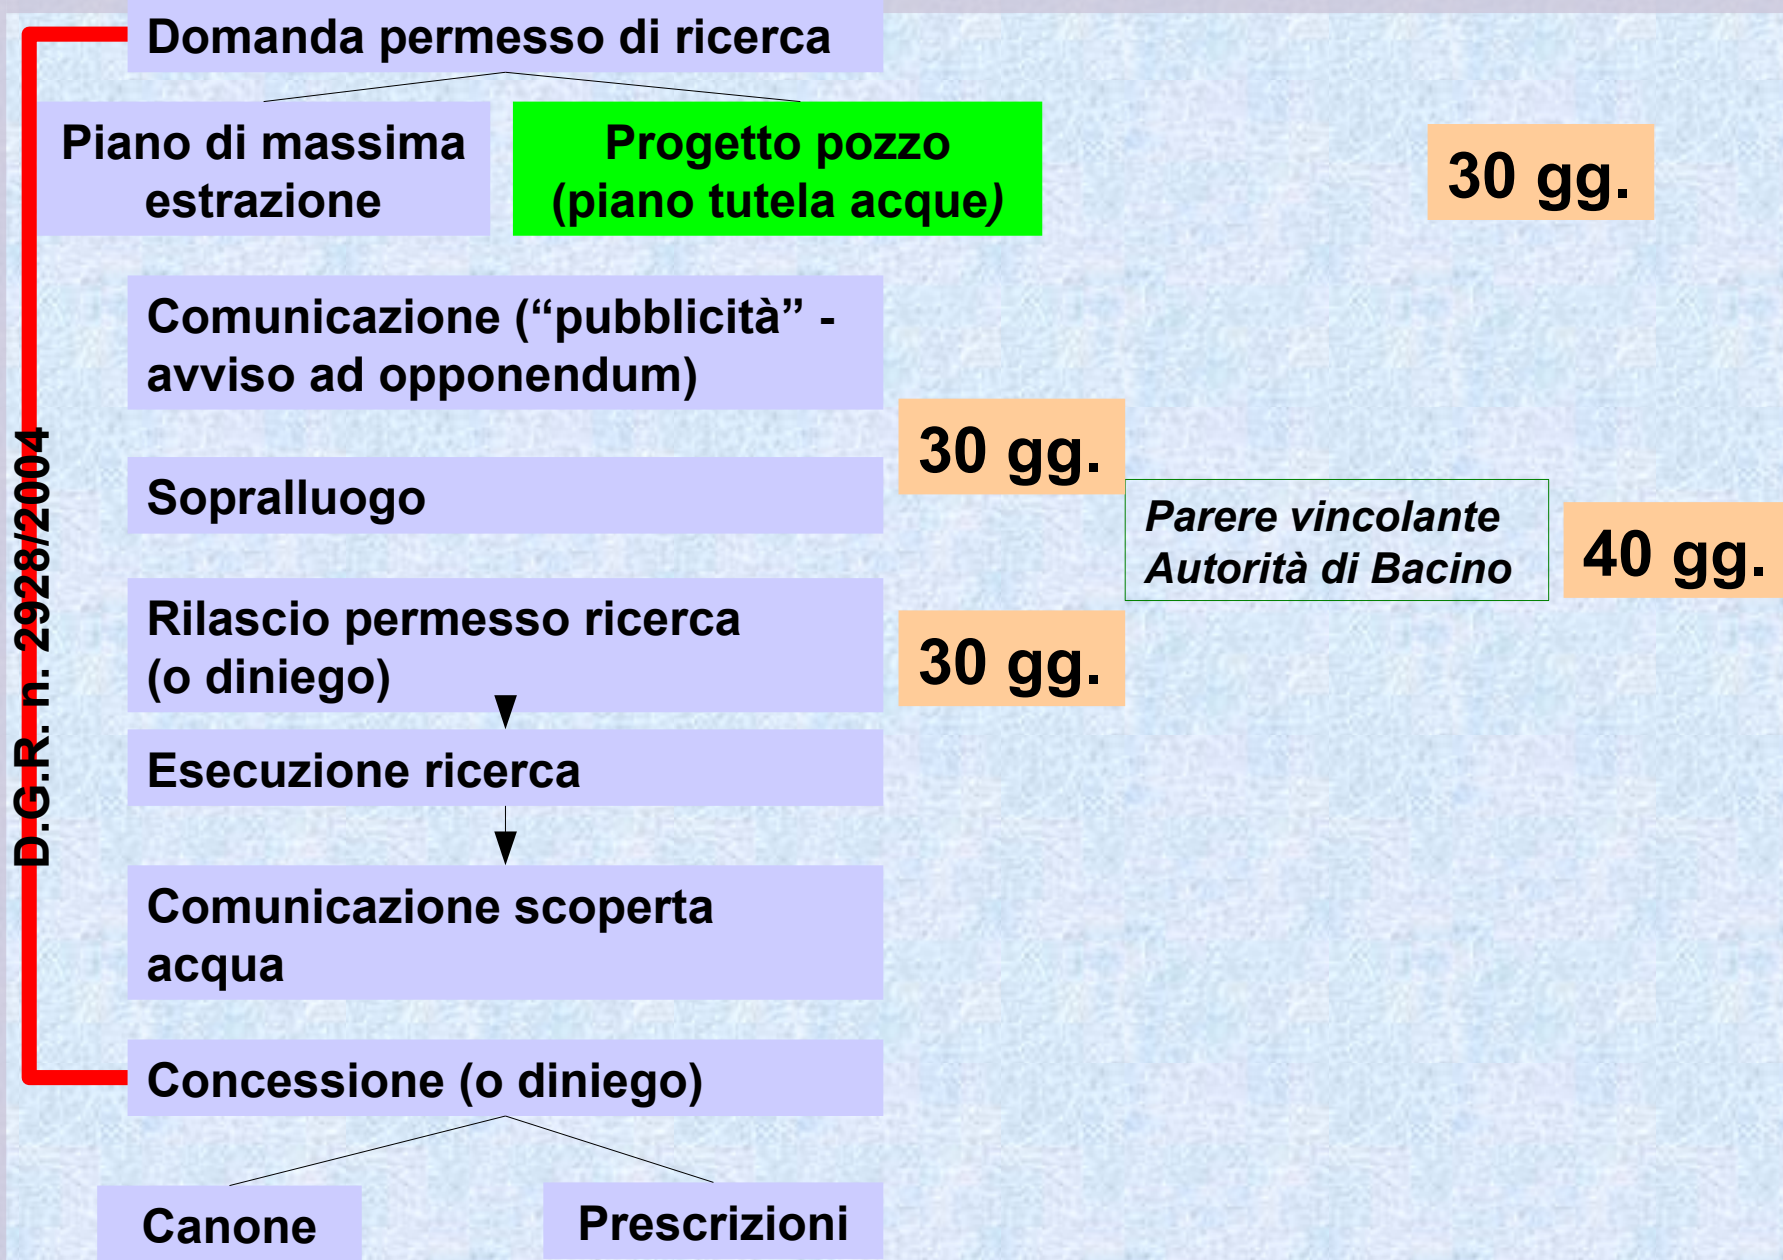 Domanda permesso di ricerca
Piano di massima
estrazione
Progetto pozzo
(piano tutela acque)
30 gg.
Comunicazione (“pubblicità” -
avviso ad opponendum)
30 gg.
Sopralluogo
Parere vincolante
Autorità di Bacino
40 gg.
Rilascio permesso ricerca
(o diniego)
30 gg.
Esecuzione ricerca
Comunicazione scoperta
acqua
Concessione (o diniego)
Canone
Prescrizioni
D.G.R. n. 2928/2004